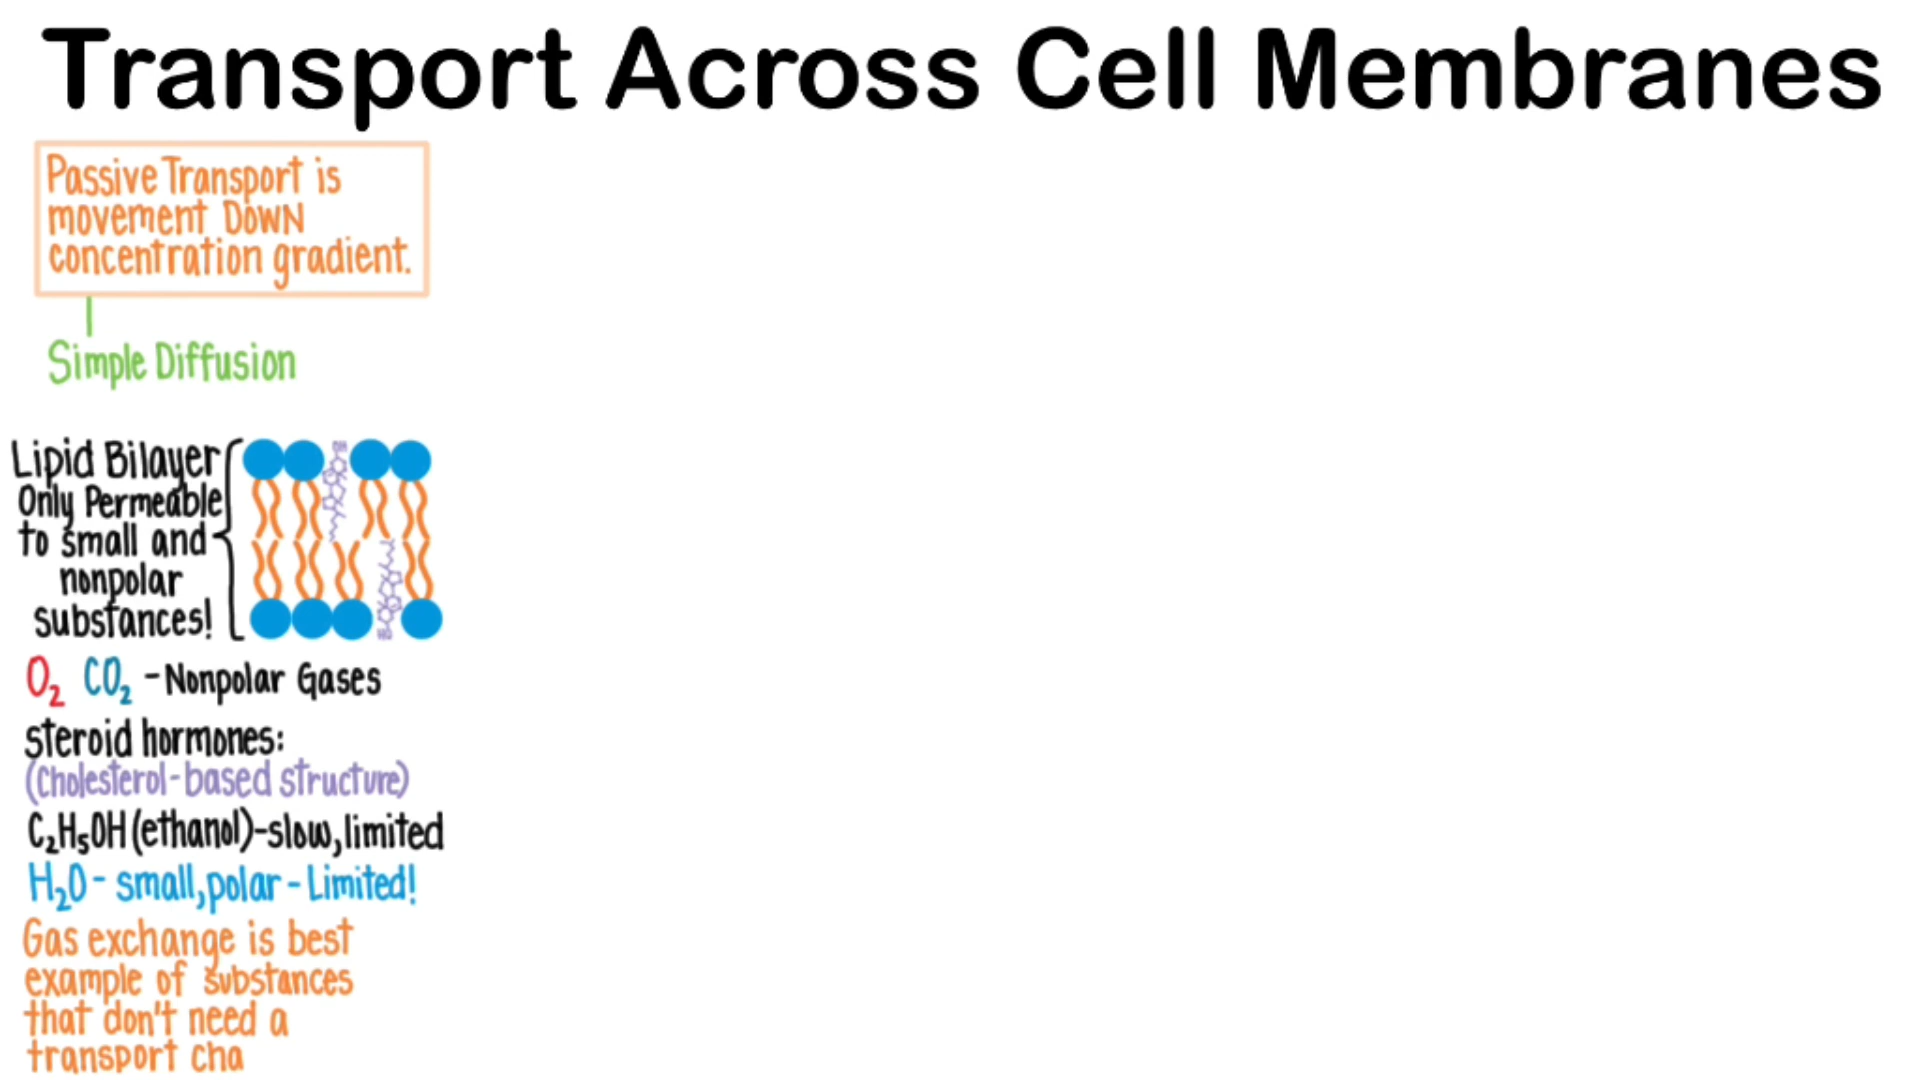 Transport Across Cell Membranes
Passive Transport is
movement DOWN
concentration gradient.
Simple Diffusion
Lipid Bilayer
Only Permeable
to small and
nonpolar
substances!
OH
HO
O₂ CO₂ - Nonpolar Gases
steroid hormones:
(Cholesterol-based structure)
C₂H₅OH (ethanol)-slow, limited
H₂O - small, polar - Limited!
Gas exchange is best
example of substances
that don't need a
transport cha